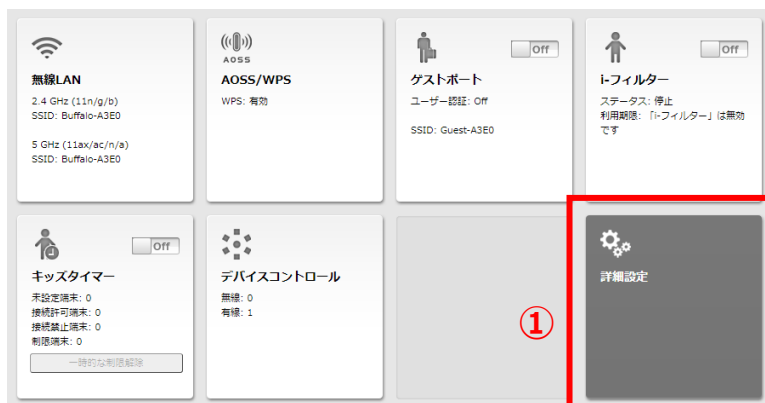 無線LAN
2.4 GHz (11n/g/b)
SSID: Buffalo-A3E0
5 GHz (11ax/ac/n/a)
SSID: Buffalo-A3E0
AOSS
AOSS/WPS
WPS: 有効
Off
ゲストポート
ユーザー認証: Off
SSID: Guest-A3E0
Off
i-フィルター
ステータス: 停止
利用期限: 「i-フィルター」は無効
です
Off
キッズタイマー
未設定端末: 0
接続許可端末: 0
接続禁止端末: 0
制限端末: 0
一時的な制限解除
デバイスコントロール
無線: 0
有線: 1
①
詳細設定